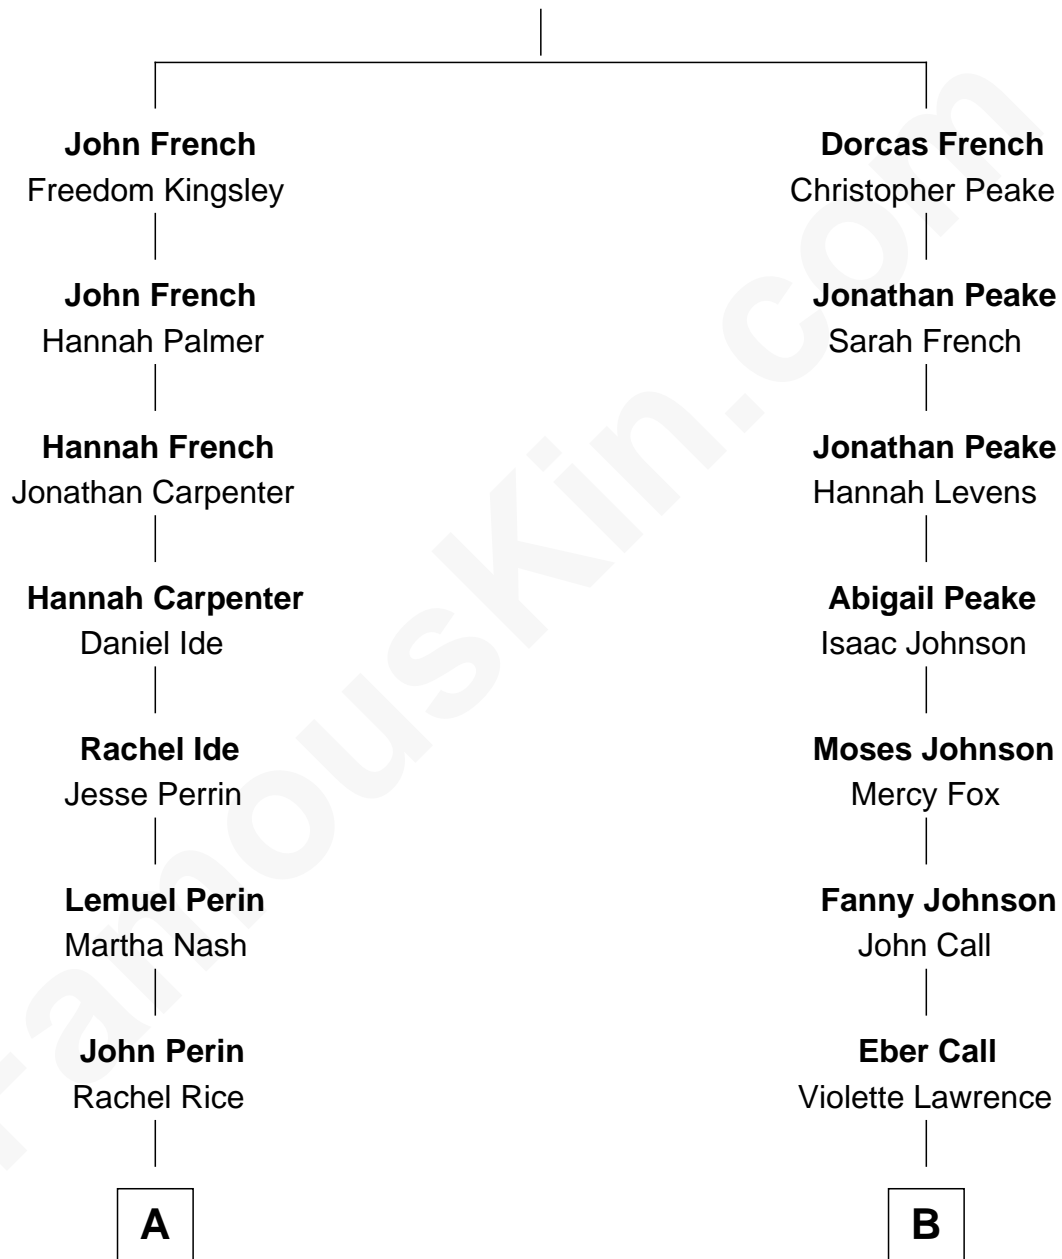 John French
Freedom Kingsley
John French
Hannah Palmer
Hannah French
Jonathan Carpenter
Hannah Carpenter
Daniel Ide
Rachel Ide
Jesse Perrin
Lemuel Perin
Martha Nash
John Perin
Rachel Rice
A
Dorcas French
Christopher Peake
Jonathan Peake
Sarah French
Jonathan Peake
Hannah Levens
Abigail Peake
Isaac Johnson
Moses Johnson
Mercy Fox
Fanny Johnson
John Call
Eber Call
Violette Lawrence
B
FamousKin.com